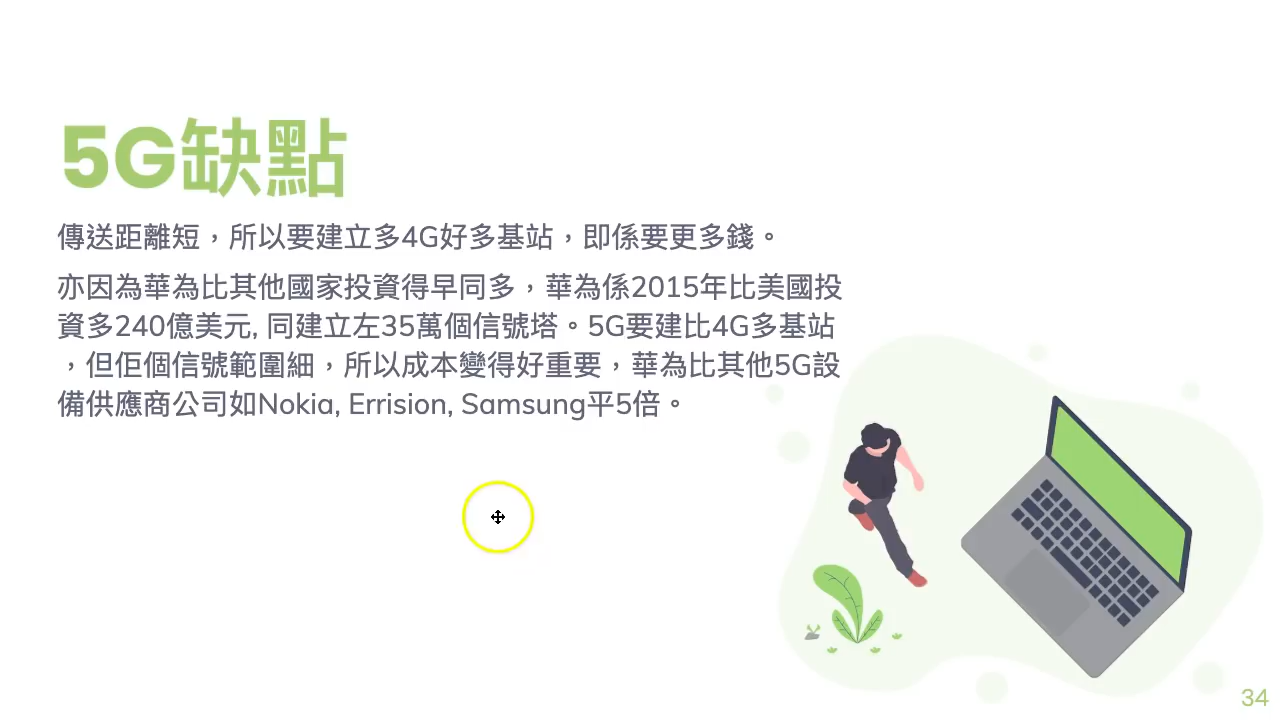 5G缺點
傳送距離短，所以要建立多4G好多基站，即係要更多錢。
亦因為華為比其他國家投資得早同多，華為係2015年比美國投
資多240億美元, 同建立左35萬個信號塔。5G要建比4G多基站
，但佢個信號範圍細，所以成本變得好重要，華為比其他5G設
備供應商公司如Nokia, Errision, Samsung平5倍。
34